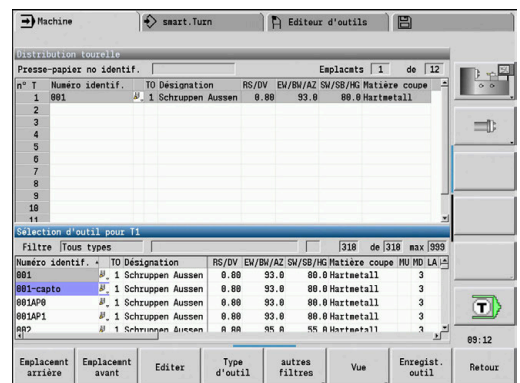 Machine smart.Turn Editeur d'outils
Distribution tourelle
Presse-papier no identif. Emplacmts 1 de 12
n° T Numéro identif. TO Désignation RS/DV EW/BW/AZ SW/SB/HG Matière coupe
1 001 1 Schruppen Aussen 0.80 93.0 80.0 Hartmetall
2
3
4
5
6
7
8
9
10
11
Sélection d'outil pour T1
Filtre Tous types 318 de 318 max 999
Numéro identif. TO Désignation RS/DV EW/BW/AZ SW/SB/HG Matière coupe MU MD LA
001 1 Schruppen Aussen 0.80 93.0 80.0 Hartmetall 3
001-capto 1 Schruppen Aussen 0.80 93.0 80.0 Hartmetall 3
001AP0 1 Schruppen Aussen 0.80 93.0 80.0 Hartmetall 3
001AP1 1 Schruppen Aussen 0.80 93.0 80.0 Hartmetall 3
002 1 Schruppen Aussen 0.80 95.0 55.0 Hartmetall 3
T
09:12
Emplacemnt arrière
Emplacemnt avant
Editer
Type d'outil
autres filtres
Vue
Enregist. outil
Retour